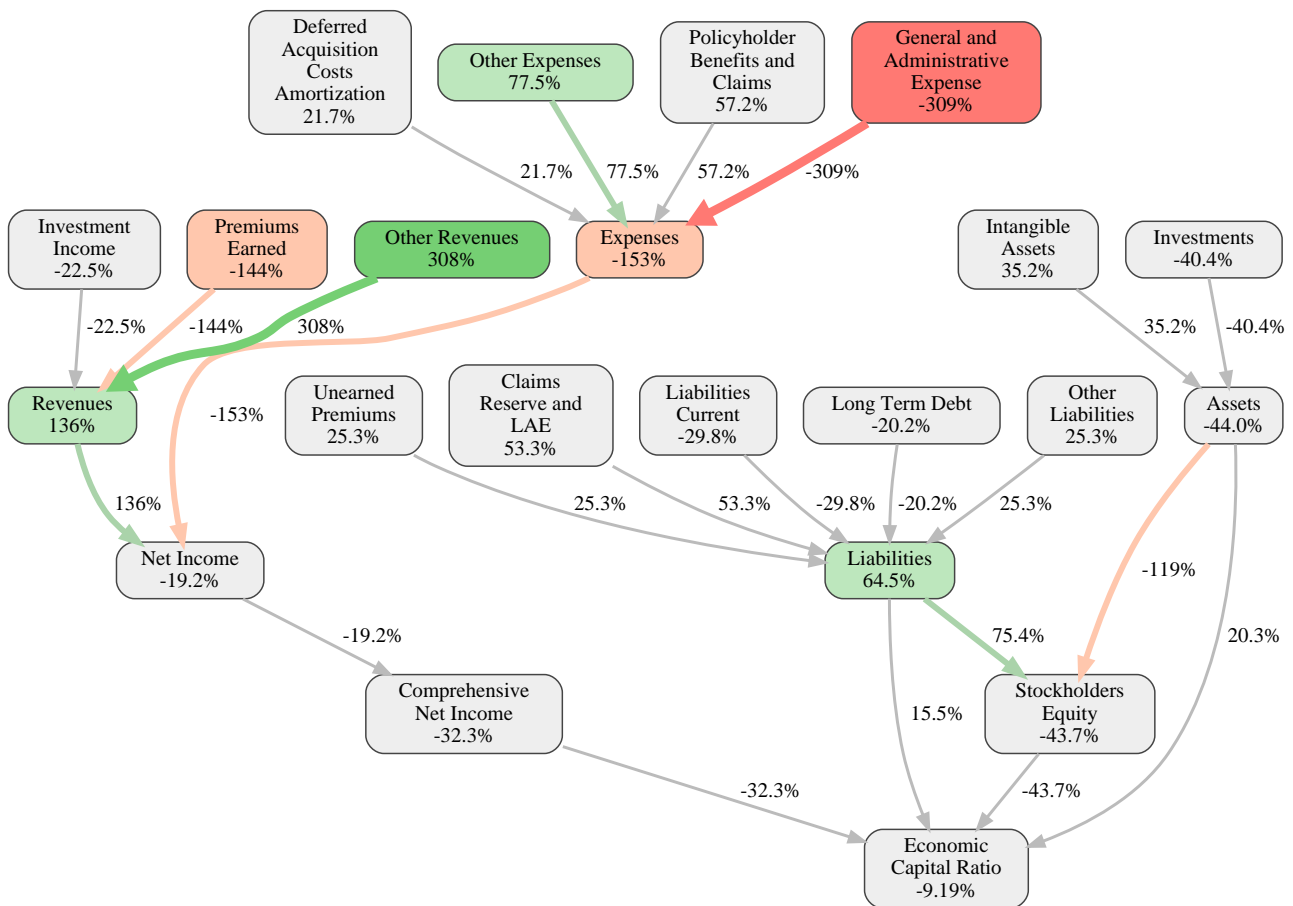 Deferred
Acquisition
Costs
Amortization
21.7%
Other Expenses
77.5%
Policyholder
Benefits and
Claims
57.2%
General and
Administrative
Expense
-309%
21.7%
77.5%
57.2%
-309%
Investment
Income
-22.5%
Premiums
Earned
-144%
Other Revenues
308%
Expenses
-153%
Intangible
Assets
35.2%
Investments
-40.4%
-22.5%
-144%
308%
35.2%
-40.4%
Revenues
136%
-153%
Unearned
Premiums
25.3%
Claims
Reserve and
LAE
53.3%
Liabilities
Current
-29.8%
Long Term Debt
-20.2%
Other
Liabilities
25.3%
Assets
-44.0%
136%
25.3%
53.3%
-29.8%
-20.2%
25.3%
Net Income
-19.2%
Liabilities
64.5%
-119%
-19.2%
75.4%
20.3%
Comprehensive
Net Income
-32.3%
15.5%
Stockholders
Equity
-43.7%
-32.3%
-43.7%
Economic
Capital Ratio
-9.19%